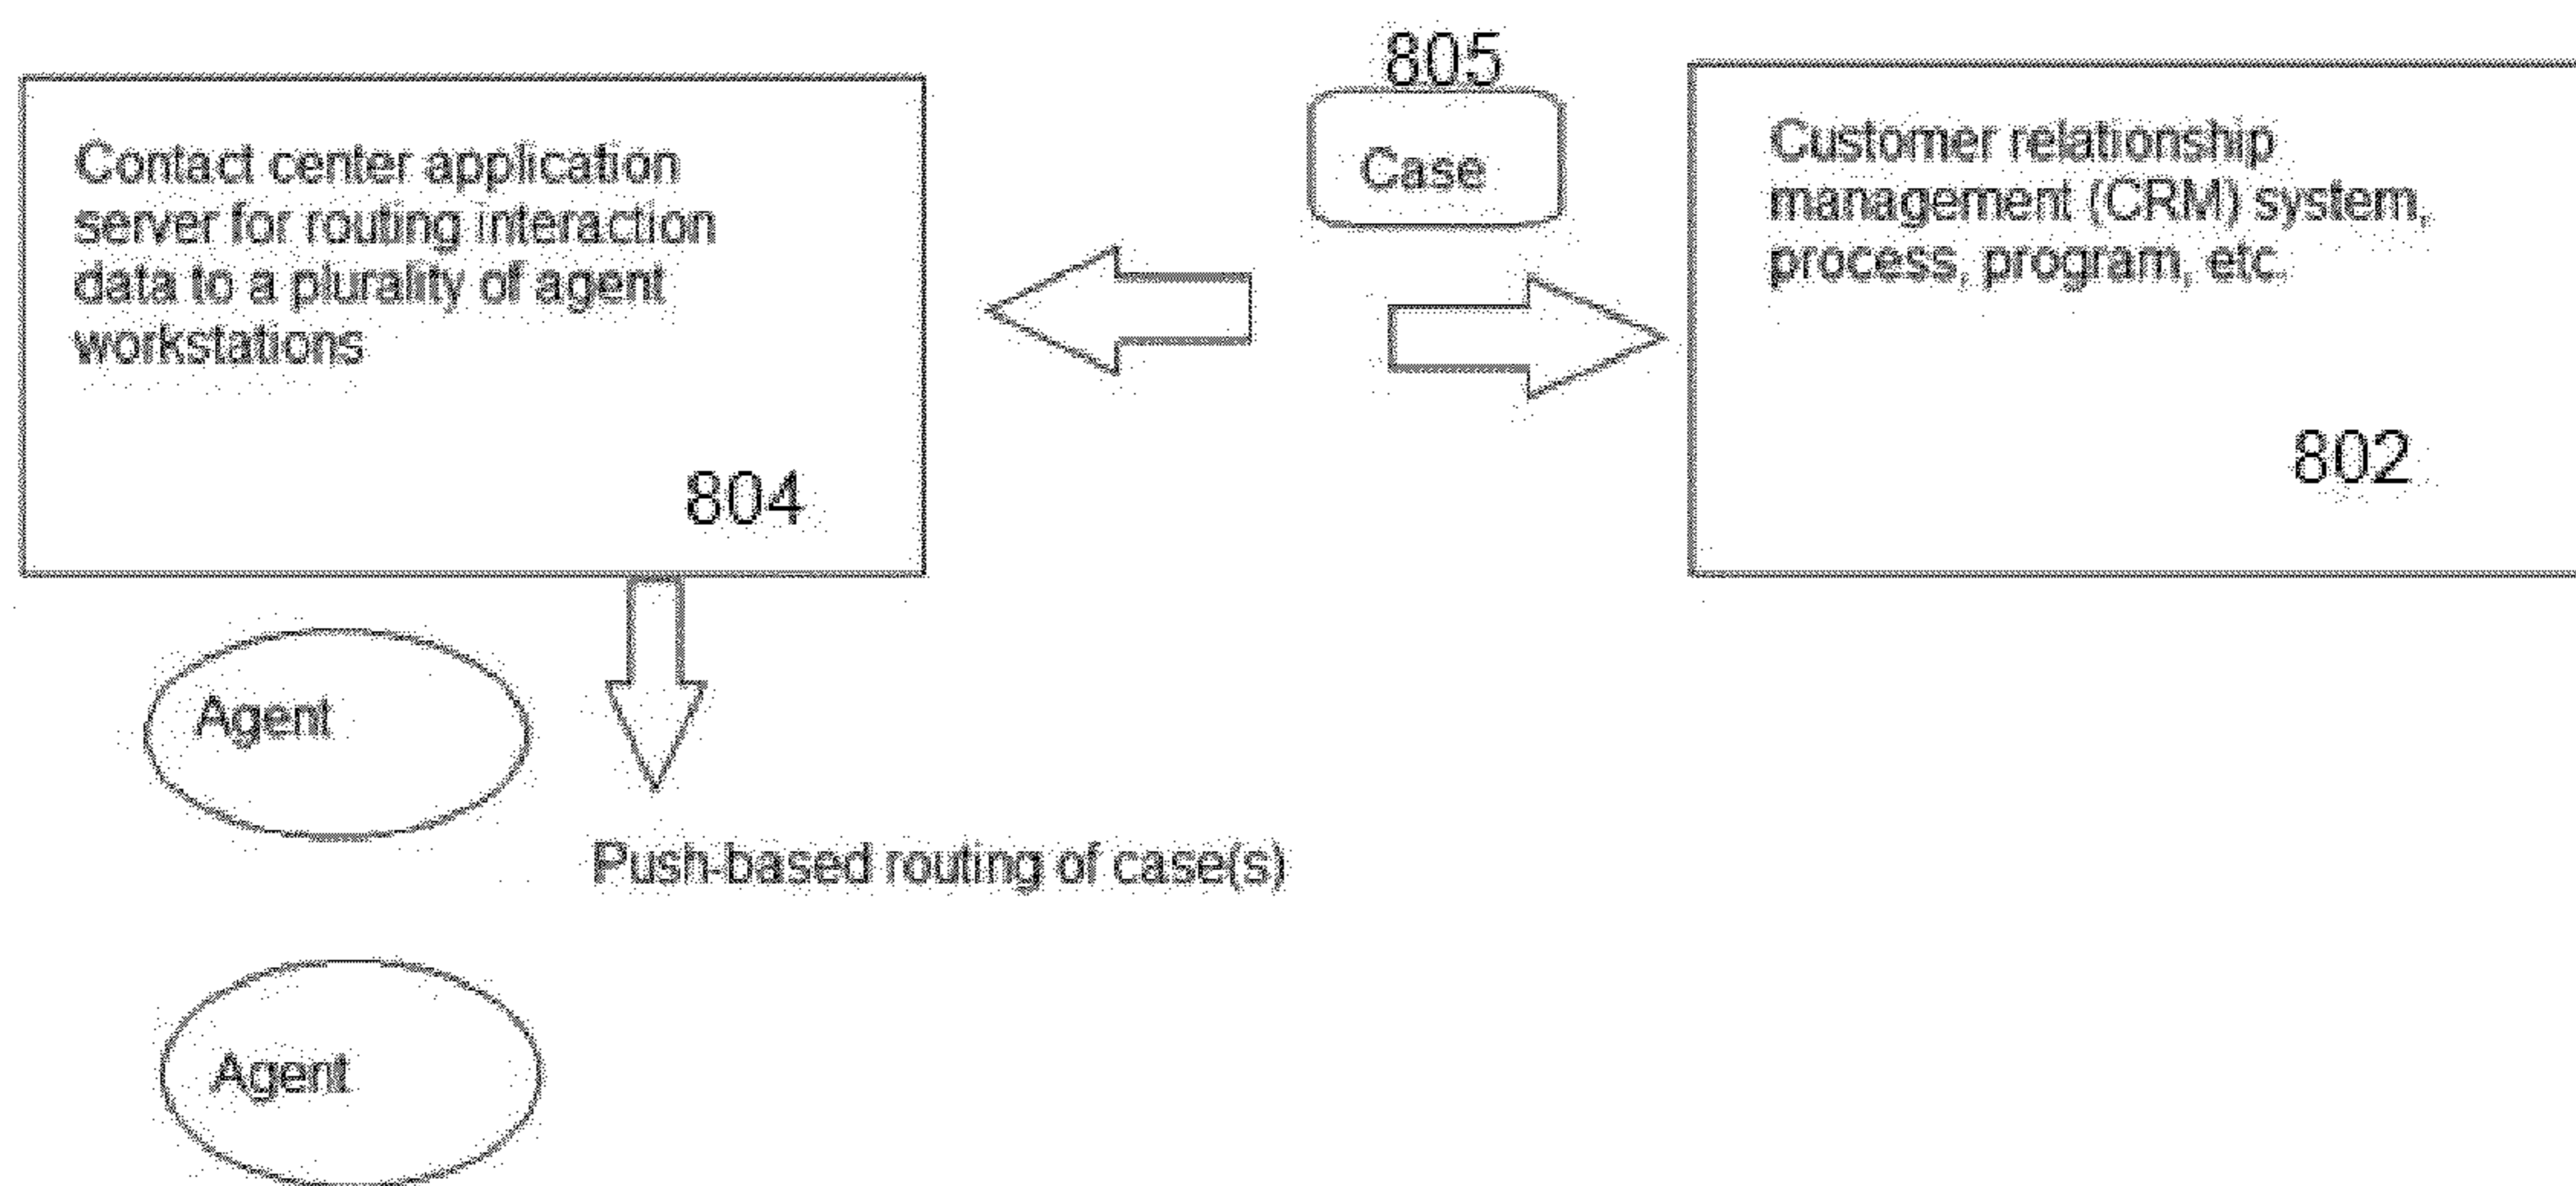 805
Case
Contact center application
server for routing interaction
data to a plurality of agent
workstations
804
Customer relationship
management (CRM) system,
process, program, etc.
802
Agent
Push-based routing of case(s)
Agent